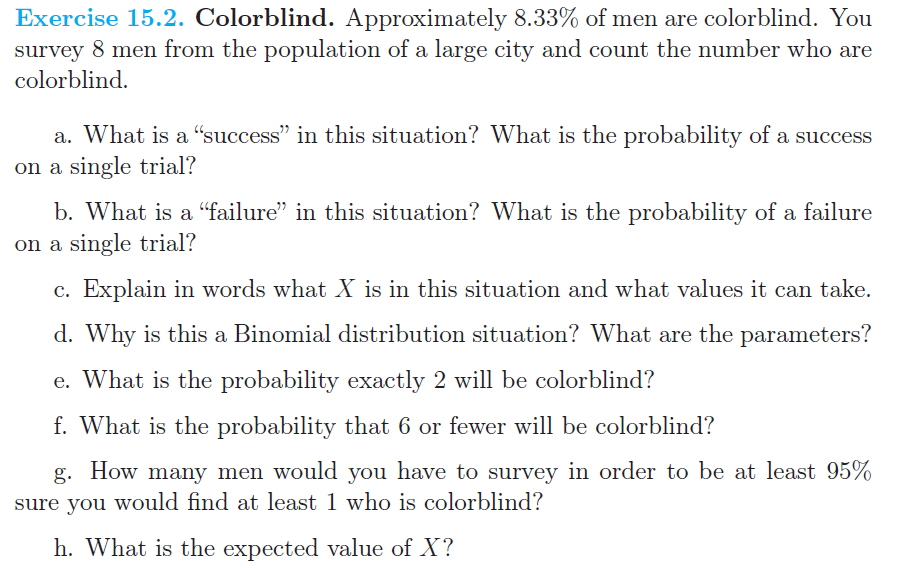 Exercise 15.2. Colorblind. Approximately 8.33% of men are colorblind. You
survey 8 men from the population of a large city and count the number who are
colorblind.
a. What is a “success” in this situation? What is the probability of a success
on a single trial?
b. What is a “failure” in this situation? What is the probability of a failure
on a single trial?
c. Explain in words what X is in this situation and what values it can take.
d. Why is this a Binomial distribution situation? What are the parameters?
e. What is the probability exactly 2 will be colorblind?
f. What is the probability that 6 or fewer will be colorblind?
g. How many men would you have to survey in order to be at least 95%
sure you would find at least 1 who is colorblind?
h. What is the expected value of X?